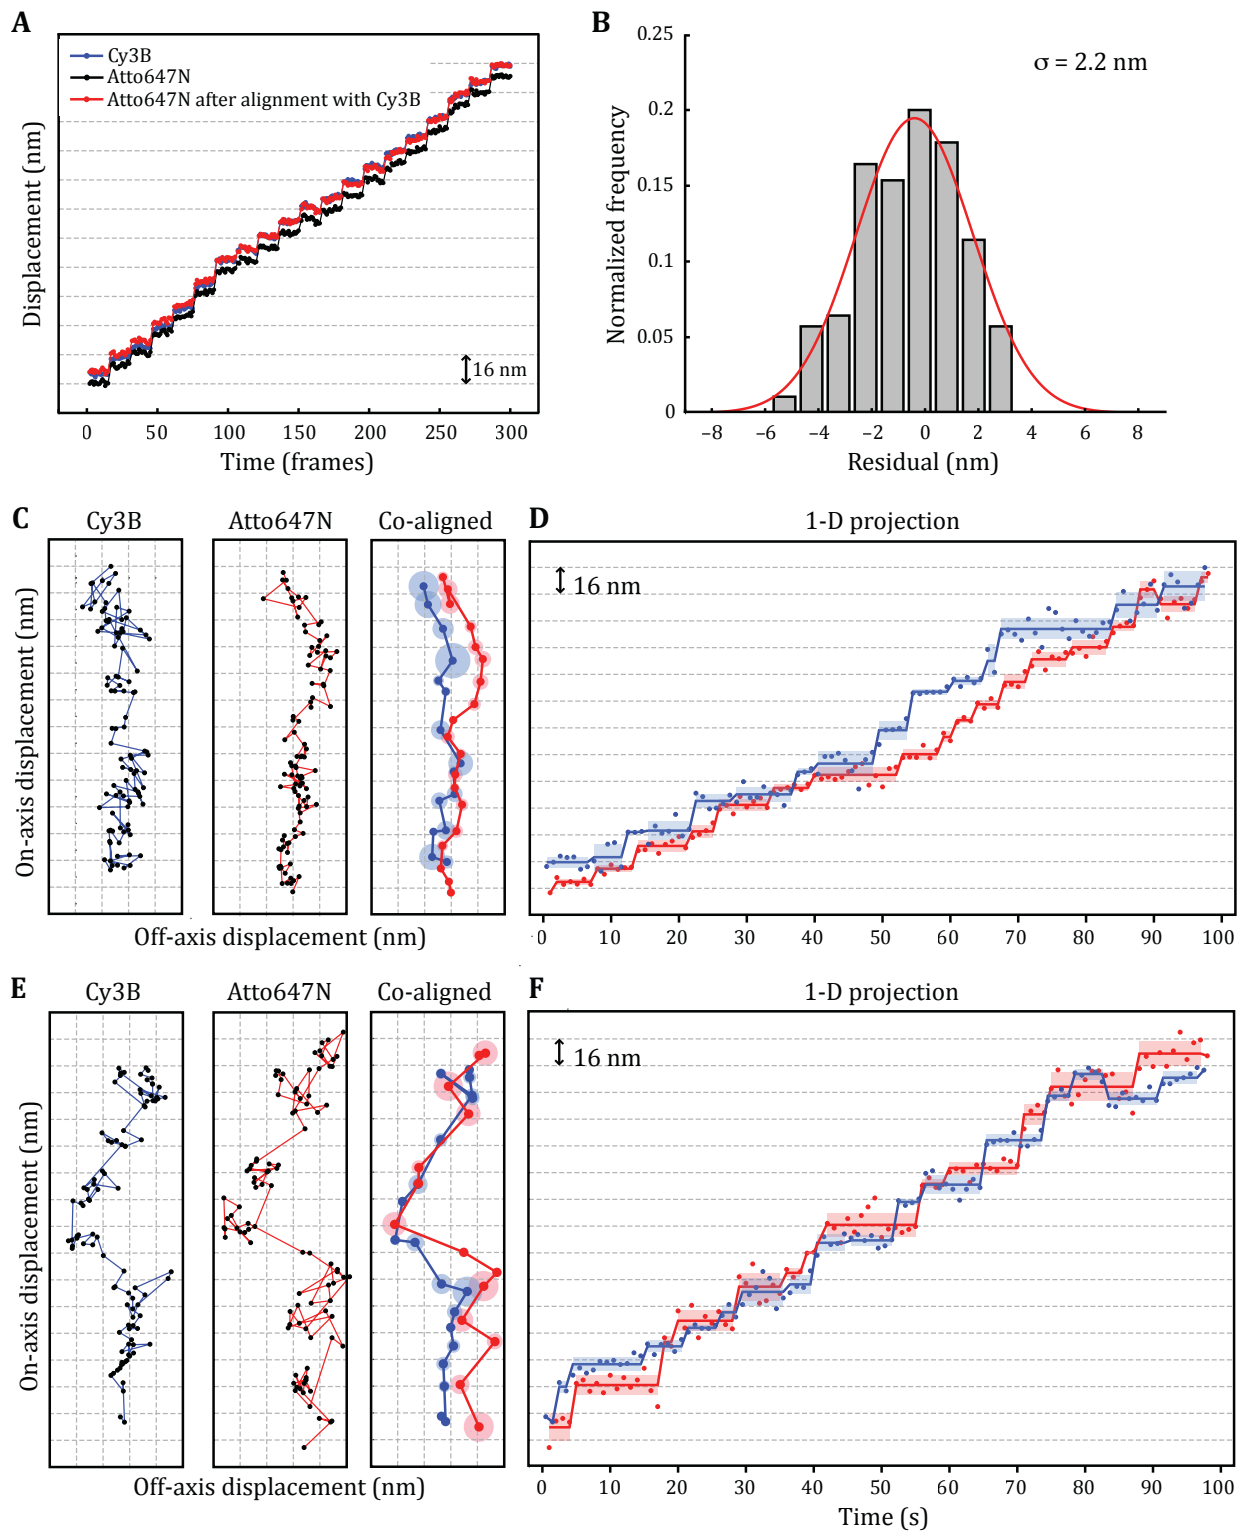 A
Cy3B
Atto647N
Atto647N after alignment with Cy3B
Displacement (nm)
16 nm
0 50 100 150 200 250 300
Time (frames)
B
σ = 2.2 nm
Normalized frequency
0.25
0.2
0.15
0.1
0.05
0
–8 –6 –4 –2 0 2 4 6 8
Residual (nm)
C
Cy3B Atto647N Co-aligned
On-axis displacement (nm)
Off-axis displacement (nm)
D
1-D projection
16 nm
0 10 20 30 40 50 60 70 80 90 100
E
Cy3B Atto647N Co-aligned
On-axis displacement (nm)
Off-axis displacement (nm)
F
1-D projection
16 nm
0 10 20 30 40 50 60 70 80 90 100
Time (s)